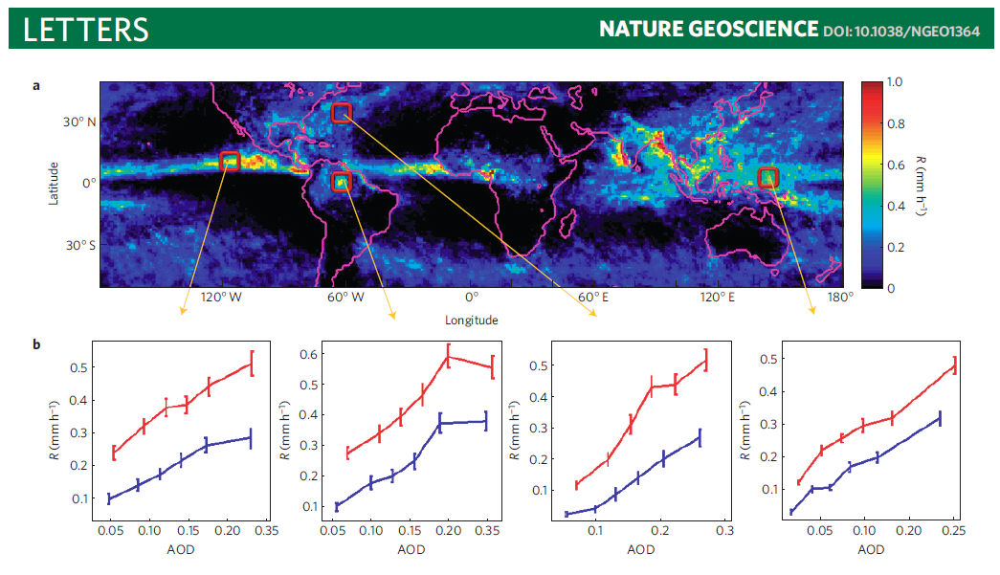 LETTERS
NATURE GEOSCIENCE DOI:10.1038/NGEO1364
a
Latitude
30° N
0°
30° S
120° W
60° W
0°
60° E
120° E
180°
Longitude
1.0
0.8
0.6
0.4
0.2
0
R (mm h⁻¹)
b
R (mm h⁻¹)
0.5
0.4
0.3
0.2
0.1
0.05 0.10 0.15 0.20 0.35
AOD
R (mm h⁻¹)
0.6
0.5
0.4
0.3
0.2
0.1
0.05 0.10 0.15 0.20 0.35
AOD
R (mm h⁻¹)
0.5
0.4
0.3
0.2
0.1
0.1 0.2 0.3
AOD
R (mm h⁻¹)
0.5
0.4
0.3
0.2
0.1
0.05 0.10 0.20 0.25
AOD